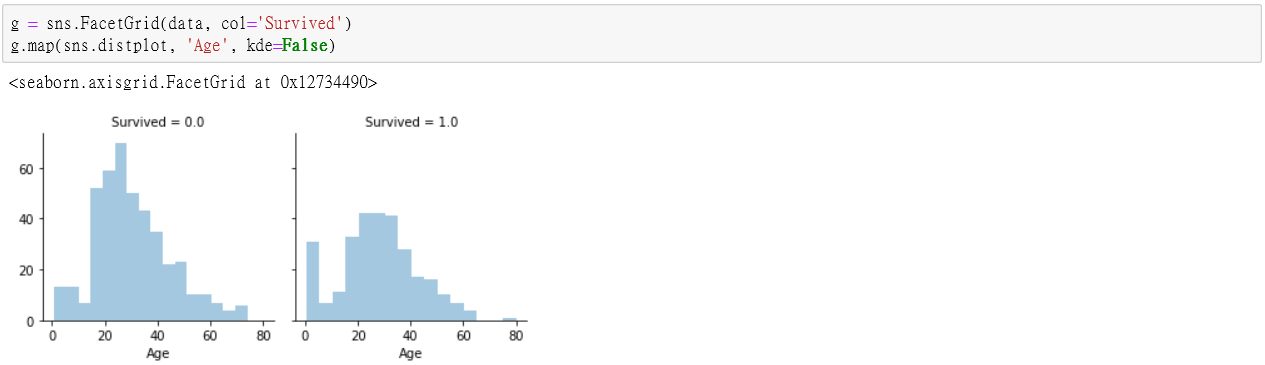 g = sns.FacetGrid(data, col='Survived')
g.map(sns.distplot, 'Age', kde=False)
<seaborn.axisgrid.FacetGrid at 0x12734490>
Survived = 0.0
Survived = 1.0
60
40
20
0
0 20 40 60 80
0 20 40 60 80
Age
Age